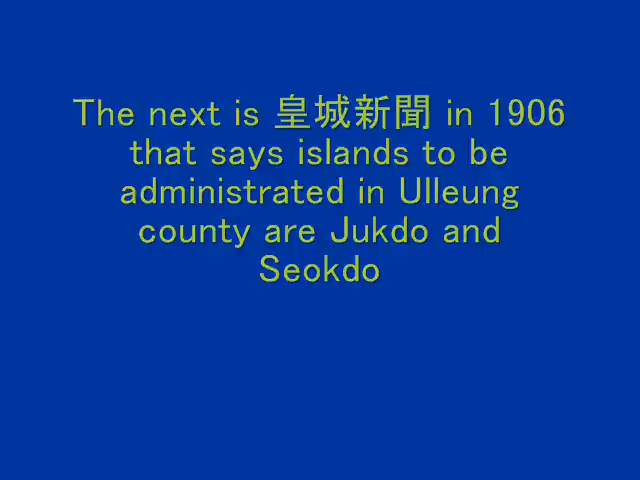 The next is 皇城新聞 in 1906
that says islands to be
administrated in Ulleung
county are Jukdo and
Seokdo